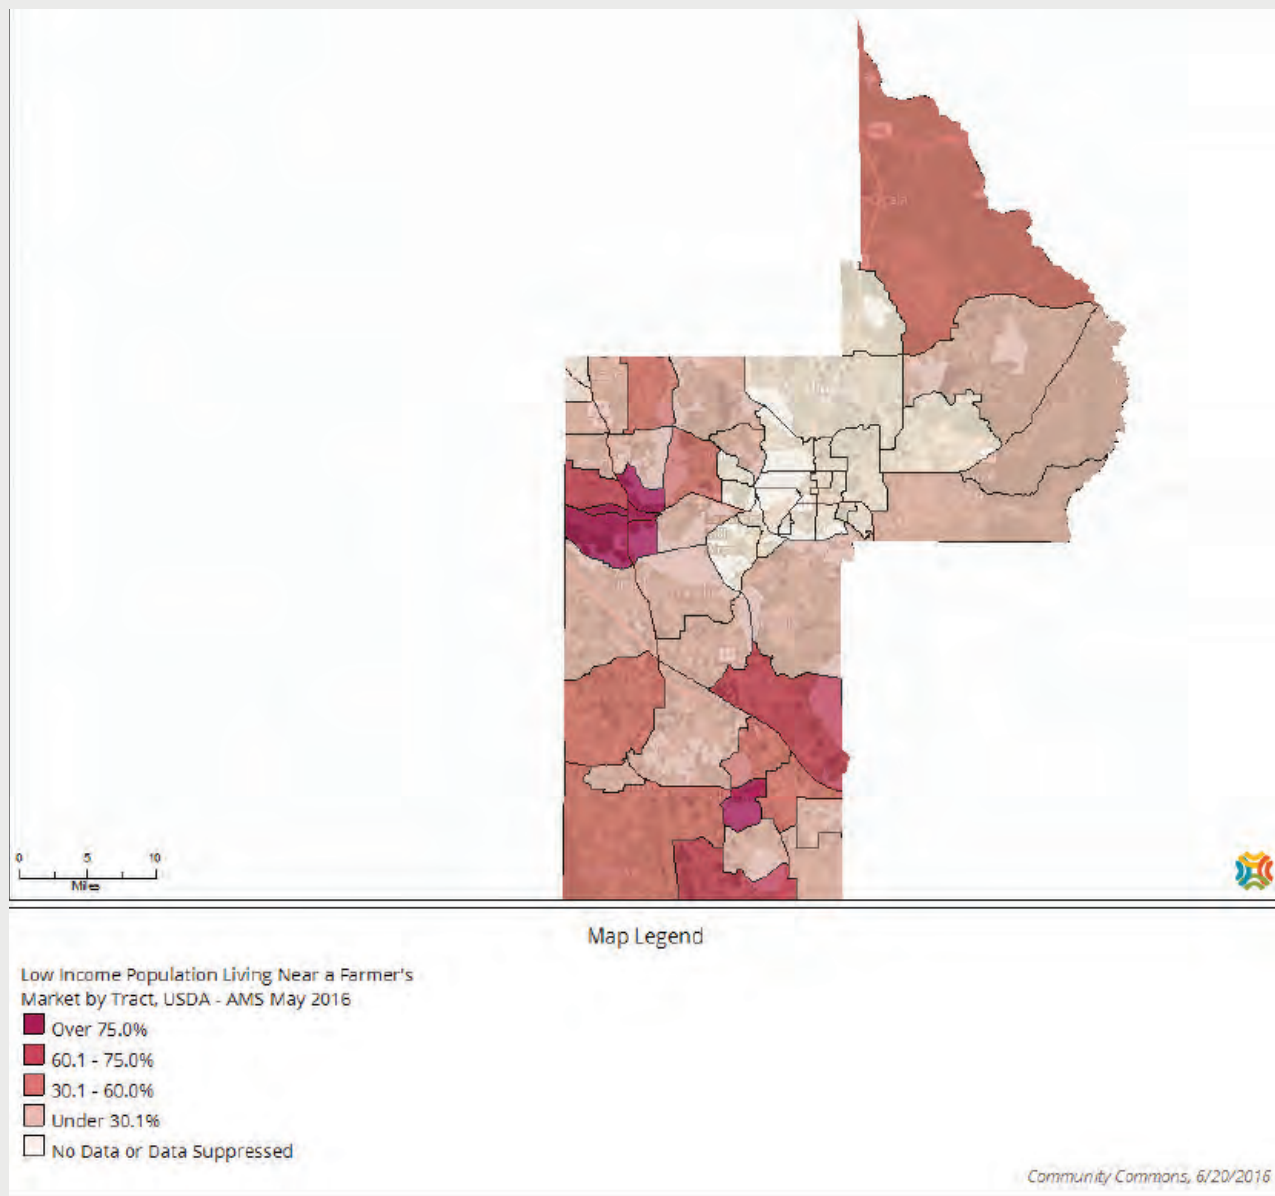 0 5 10
Miles
Map Legend
Low Income Population Living Near a Farmer's
Market by Tract, USDA - AMS May 2016
Over 75.0%
60.1 - 75.0%
30.1 - 60.0%
Under 30.1%
No Data or Data Suppressed
Community Commons, 6/20/2016